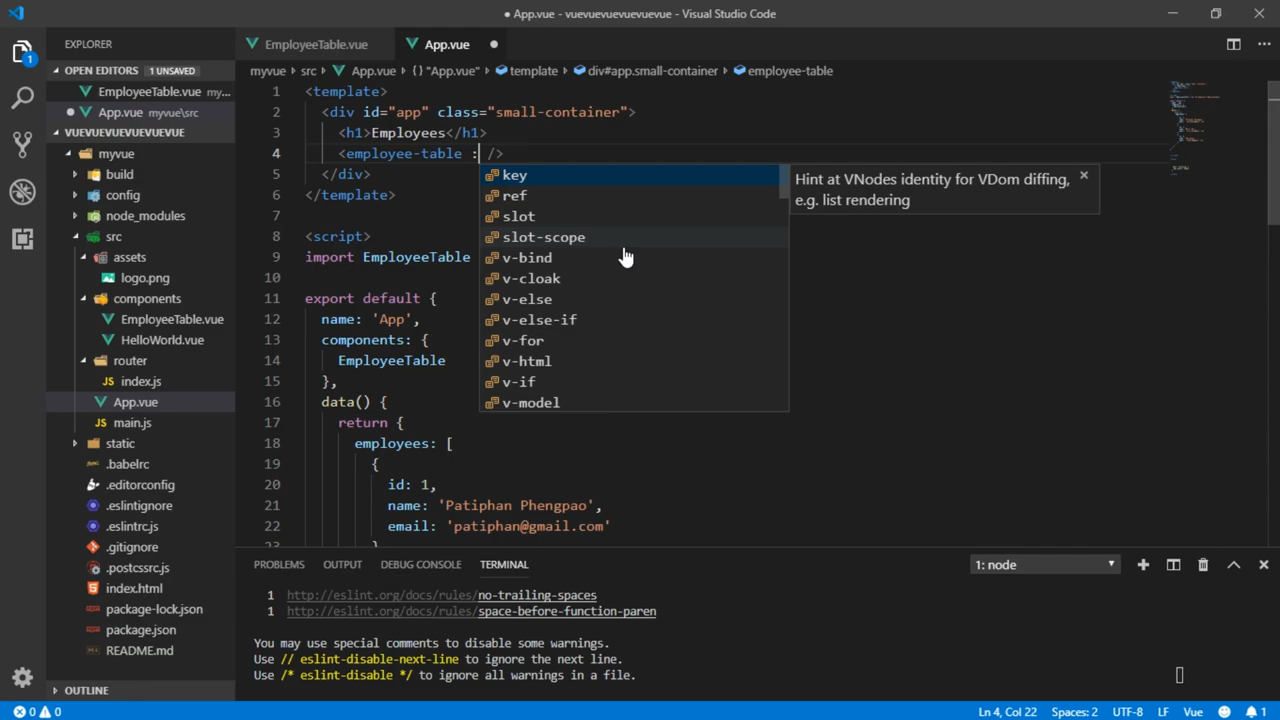 ● App.vue - vuevuevuevuevuevue - Visual Studio Code
EXPLORER
OPEN EDITORS 1 UNSAVED
EmployeeTable.vue my...
● App.vue myvue\src
VUEVUEVUEVUEVUEVUE
myvue
build
config
node_modules
src
assets
logo.png
components
EmployeeTable.vue
HelloWorld.vue
router
JS index.js
App.vue
JS main.js
static
.babelrc
.editorconfig
.eslintignore
.eslintrc.js
.gitignore
.postcssrc.js
index.html
package-lock.json
package.json
README.md
OUTLINE
EmployeeTable.vue
App.vue ●
myvue › src › App.vue › {} "App.vue" › template › div#app.small-container › employee-table
1 <template>
2 <div id="app" class="small-container">
3 <h1>Employees</h1>
4 <employee-table : />
5 </div>
6 </template>
7
8 <script>
9 import EmployeeTable
10
11 export default {
12 name: 'App',
13 components: {
14 EmployeeTable
15 },
16 data() {
17 return {
18 employees: [
19 {
20 id: 1,
21 name: 'Patiphan Phengpao',
22 email: 'patiphan@gmail.com'
23 }
key
ref
slot
slot-scope
v-bind
v-cloak
v-else
v-else-if
v-for
v-html
v-if
v-model
Hint at VNodes identity for VDom diffing,
e.g. list rendering
PROBLEMS OUTPUT DEBUG CONSOLE TERMINAL 1: node
1 http://eslint.org/docs/rules/no-trailing-spaces
1 http://eslint.org/docs/rules/space-before-function-paren
You may use special comments to disable some warnings.
Use // eslint-disable-next-line to ignore the next line.
Use /* eslint-disable */ to ignore all warnings in a file.
0 0 Ln 4, Col 22 Spaces: 2 UTF-8 LF Vue 1